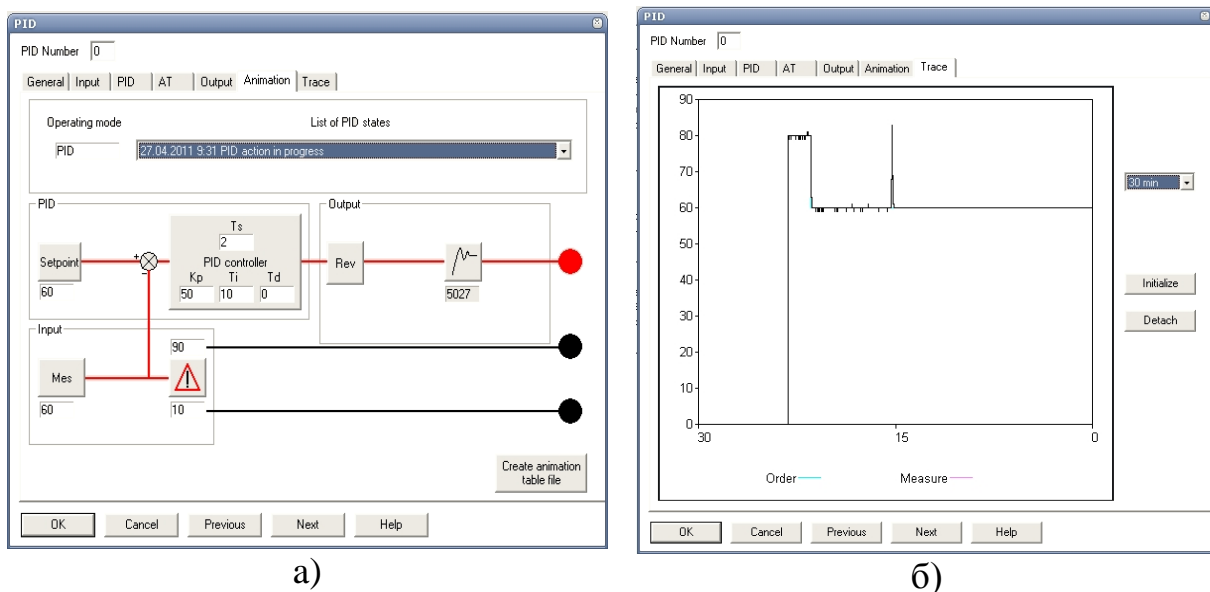 PID
PID Number 0
General Input PID AT Output Animation Trace
Operating mode List of PID states
PID 27.04.2011 9:31 PID action in progress
PID
Output
Ts
2
Setpoint + PID controller Rev
- Kp Ti Td
60 50 10 0 5027
Input
90
Mes !
60 10
Create animation
table file
OK Cancel Previous Next Help
а)
PID
PID Number 0
General Input PID AT Output Animation Trace
90
80
70
30 min
60
50
40
Initialize
30
Detach
20
10
0
30 15 0
Order Measure
OK Cancel Previous Next Help
б)